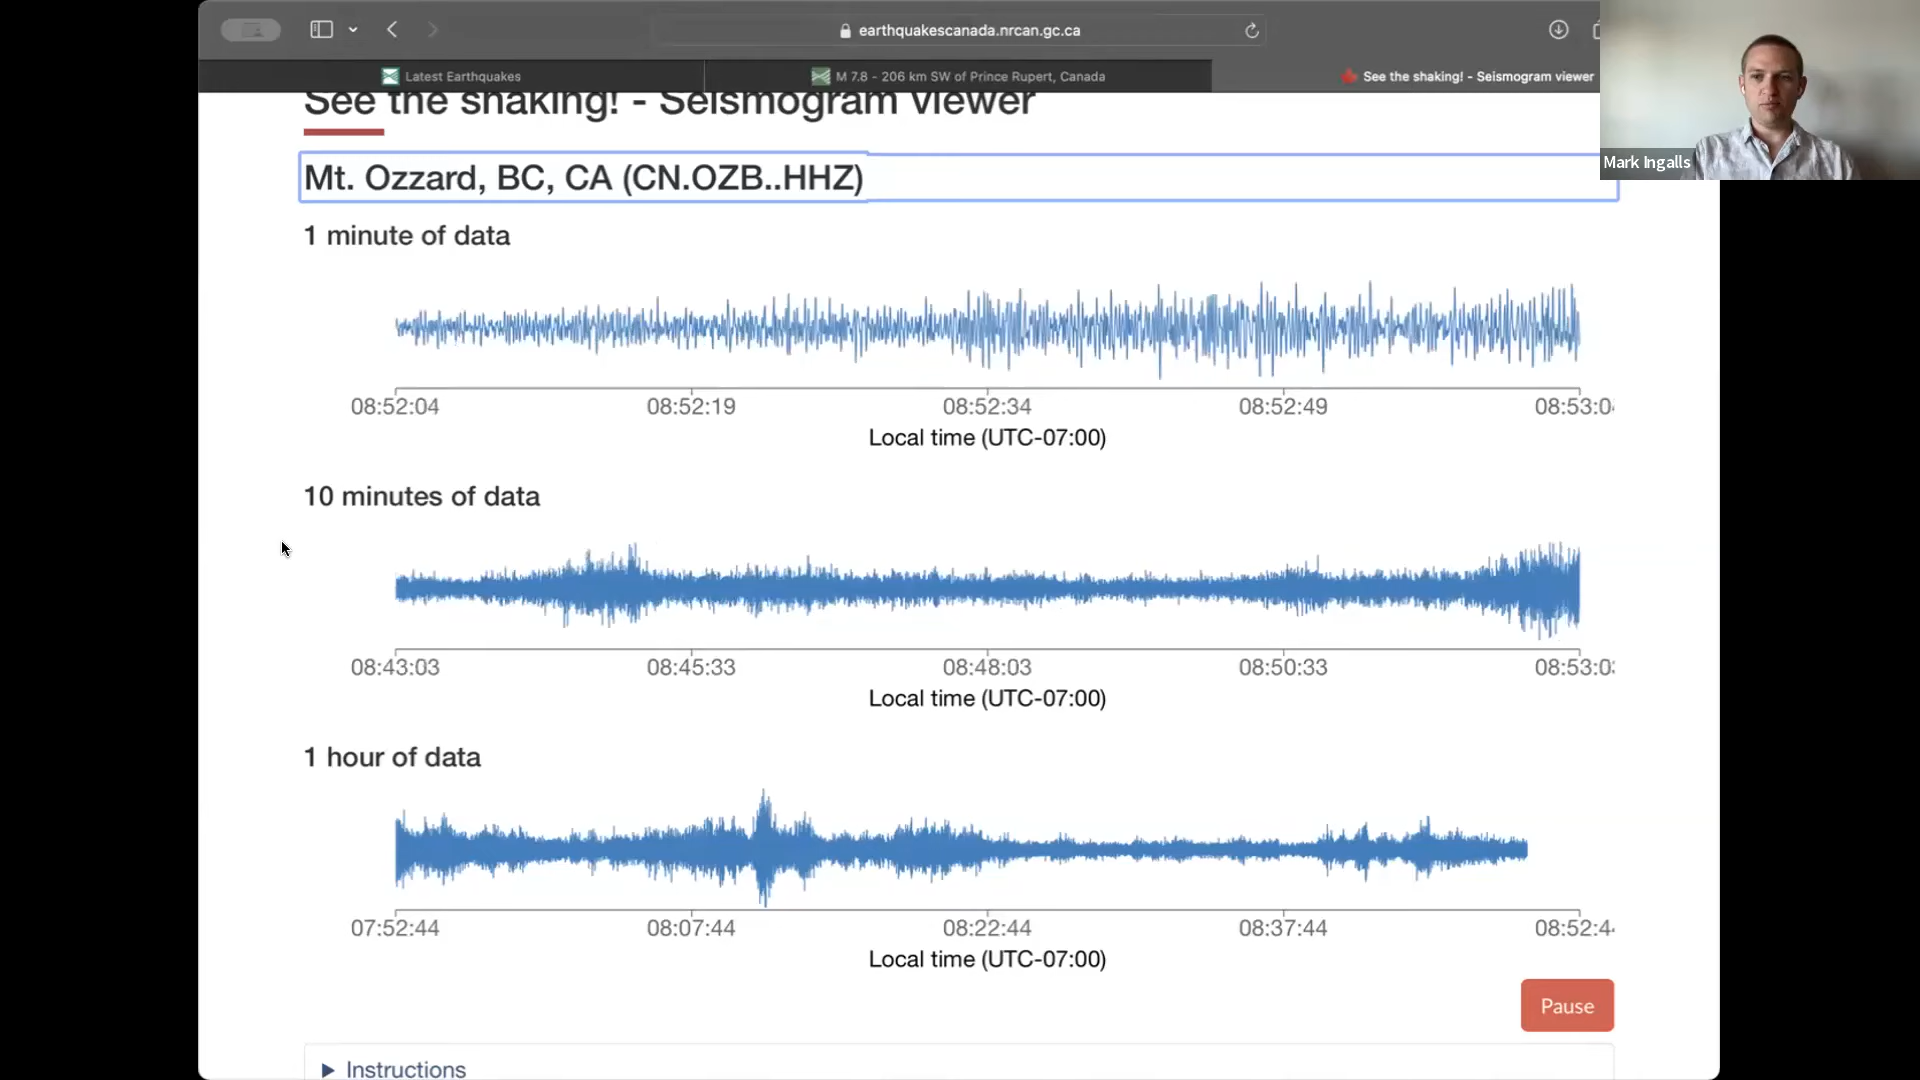 earthquakescanada.nrcan.gc.ca
Latest Earthquakes
M 7.8 - 206 km SW of Prince Rupert, Canada
See the shaking! - Seismogram viewer
See the shaking! - Seismogram viewer
Mark Ingalls
Mt. Ozzard, BC, CA (CN.OZB..HHZ)
1 minute of data
08:52:04 08:52:19 08:52:34 08:52:49
Local time (UTC-07:00)
10 minutes of data
08:43:03 08:45:33 08:48:03 08:50:33
Local time (UTC-07:00)
1 hour of data
07:52:44 08:07:44 08:22:44 08:37:44
Local time (UTC-07:00)
Pause
Instructions